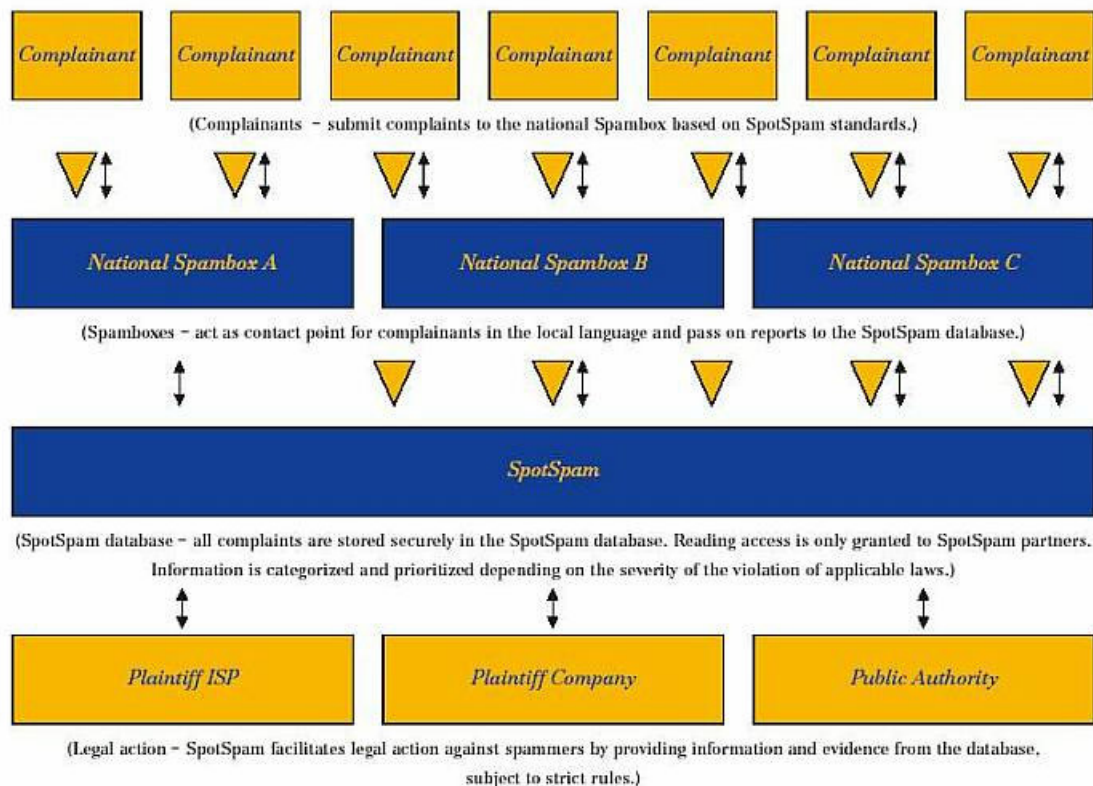 Complainant Complainant Complainant Complainant Complainant Complainant Complainant
(Complainants – submit complaints to the national Spambox based on SpotSpam standards.)
National Spambox A National Spambox B National Spambox C
(Spamboxes – act as contact point for complainants in the local language and pass on reports to the SpotSpam database.)
SpotSpam
(SpotSpam database – all complaints are stored securely in the SpotSpam database. Reading access is only granted to SpotSpam partners.
Information is categorized and prioritized depending on the severity of the violation of applicable laws.)
Plaintiff ISP Plaintiff Company Public Authority
(Legal action – SpotSpam facilitates legal action against spammers by providing information and evidence from the database,
subject to strict rules.)